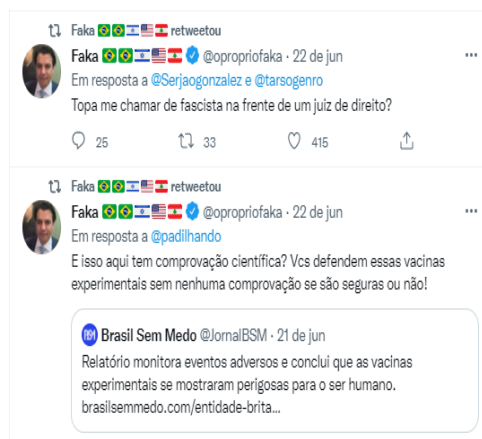 Faka 🇧🇷🇧🇷🇮🇱🇺🇸🇱🇧 retweetou
Faka 🇧🇷🇧🇷🇮🇱🇺🇸🇱🇧 @opropriofaka · 22 de jun
Em resposta a @Serjaogonzalez e @tarsogenro
Topa me chamar de fascista na frente de um juiz de direito?
25 33 415
Faka 🇧🇷🇧🇷🇮🇱🇺🇸🇱🇧 retweetou
Faka 🇧🇷🇧🇷🇮🇱🇺🇸🇱🇧 @opropriofaka · 22 de jun
Em resposta a @padilhando
E isso aqui tem comprovação científica? Vcs defendem essas vacinas
experimentais sem nenhuma comprovação se são seguras ou não!
Brasil Sem Medo @JornalBSM · 21 de jun
Relatório monitora eventos adversos e conclui que as vacinas
experimentais se mostraram perigosas para o ser humano.
brasilsemmedo.com/entidade-brita...